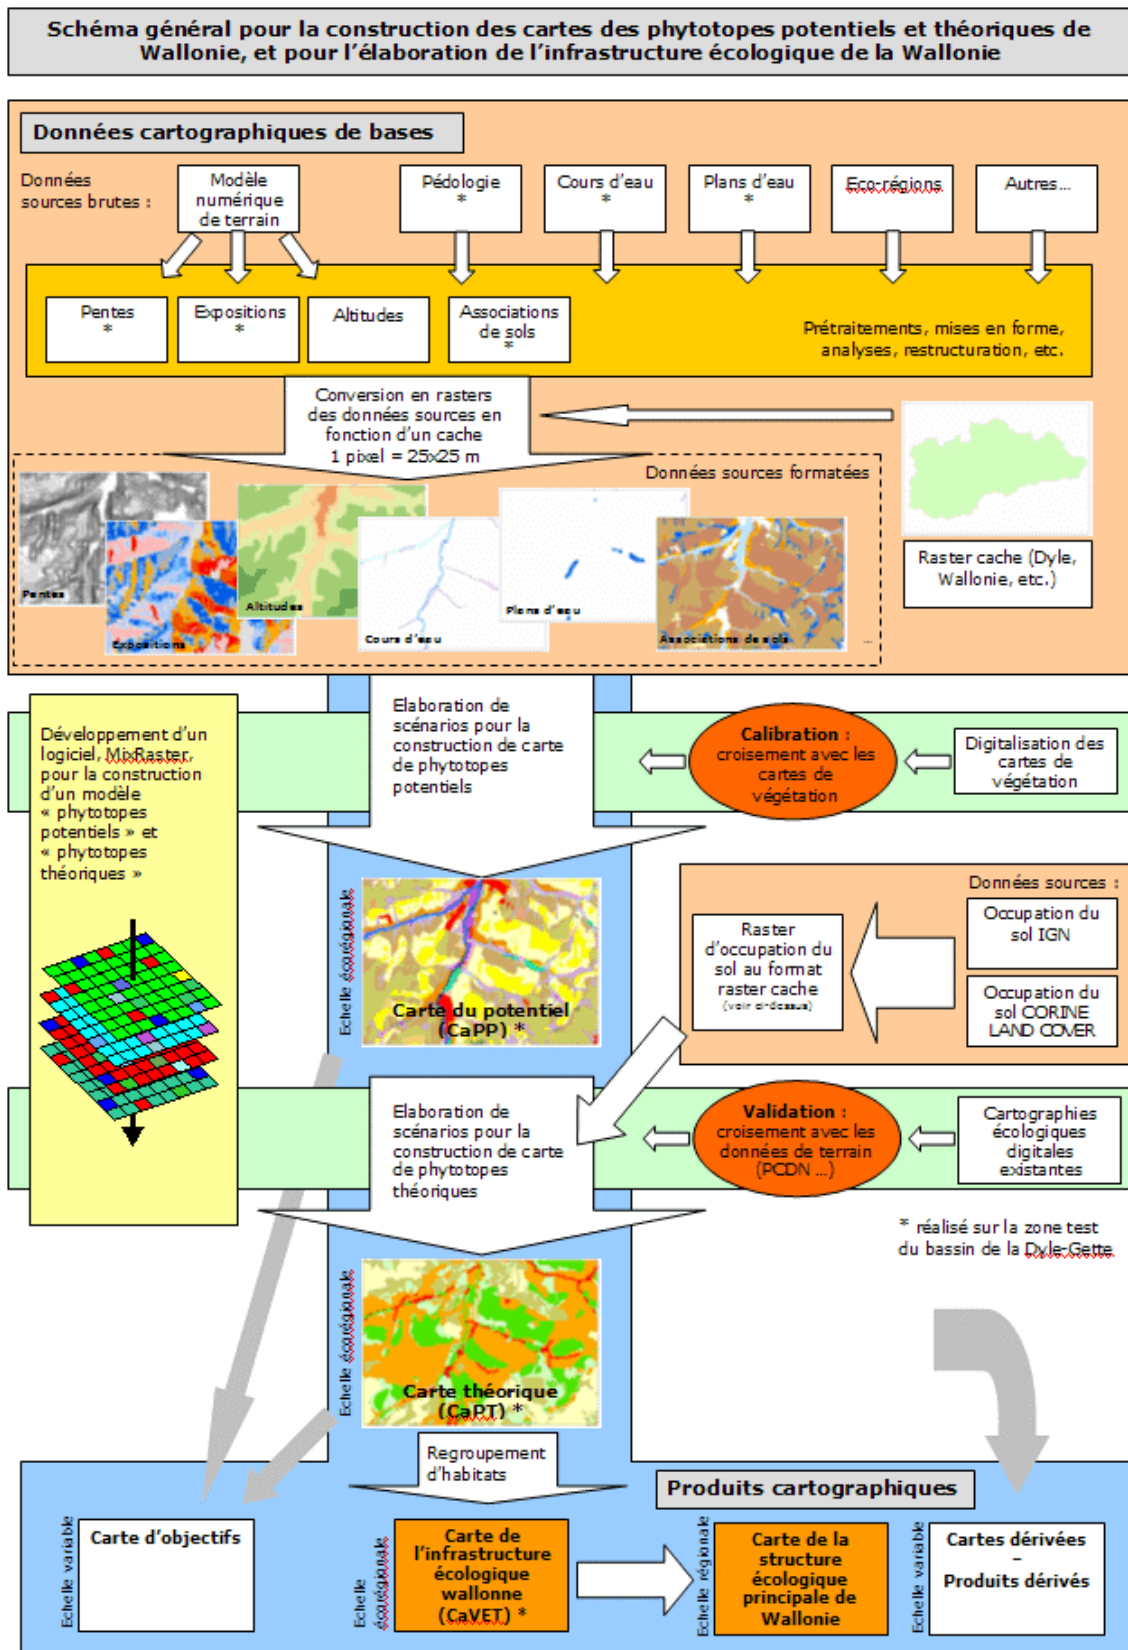 Schéma général pour la construction des cartes des phytotopes potentiels et théoriques de
Wallonie, et pour l'élaboration de l'infrastructure écologique de la Wallonie
Données cartographiques de bases
Données
sources brutes :
Modèle
numérique
de terrain
Pédologie
*
Cours d'eau
*
Plans d'eau
*
Eco-régions
Autres...
Pentes
*
Expositions
*
Altitudes
Associations
de sols
*
Prétraitements, mises en forme,
analyses, restructuration, etc.
Conversion en rasters
des données sources en
fonction d'un cache
1 pixel = 25x25 m
Données sources formatées
Pentes
Expositions
Altitudes
Cours d'eau
Plans d'eau
Associations de sols
...
Raster cache (Dyle,
Wallonie, etc.)
Développement d'un
logiciel, MixRaster,
pour la construction
d'un modèle
« phytotopes
potentiels » et
« phytotopes
théoriques »
Elaboration de
scénarios pour la
construction de carte
de phytotopes
potentiels
Calibration :
croisement avec les
cartes de
végétation
Digitalisation des
cartes de
végétation
Echelle écorégionale
Carte du potentiel
(CaPP) *
Raster
d'occupation du
sol au format
raster cache
(voir ci-dessus)
Données sources :
Occupation du
sol IGN
Occupation du
sol CORINE
LAND COVER
Elaboration de
scénarios pour la
construction de carte
de phytotopes
théoriques
Validation :
croisement avec les
données de terrain
(PCDN ...)
Cartographies
écologiques
digitales
existantes
* réalisé sur la zone test
du bassin de la Dyle-Gette
Echelle écorégionale
Carte théorique
(CaPT) *
Regroupement
d'habitats
Produits cartographiques
Echelle variable
Carte d'objectifs
Echelle
écorégionale
Carte de
l'infrastructure
écologique
wallonne
(CaVET) *
Echelle régionale
Carte de la
structure
écologique
principale de
Wallonie
Echelle variable
Cartes dérivées
–
Produits dérivés